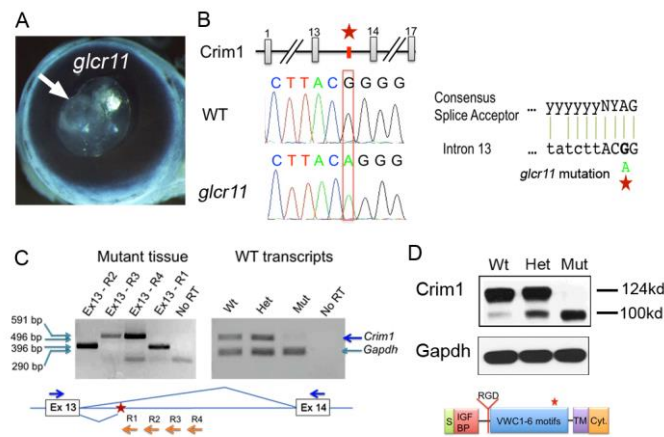 A
glcr11
B
1
13
14
17
Crim1
C T T A C G G G G
WT
C T T A C A G G G
glcr11
Consensus
Splice Acceptor
... yyyyyyNYAG
Intron 13
... tatcttACGG
glcr11 mutation
A
C
Mutant tissue
WT transcripts
Ex13 - R2
Ex13 - R3
Ex13 - R4
Ex13 - R1
No RT
Wt
Het
Mut
No RT
591 bp
496 bp
396 bp
290 bp
Crim1
Gapdh
Ex 13
Ex 14
R1 R2 R3 R4
D
Wt Het Mut
Crim1
124kd
100kd
Gapdh
RGD
S
IGF
BP
VWC1-6 motifs
TM
Cyt.